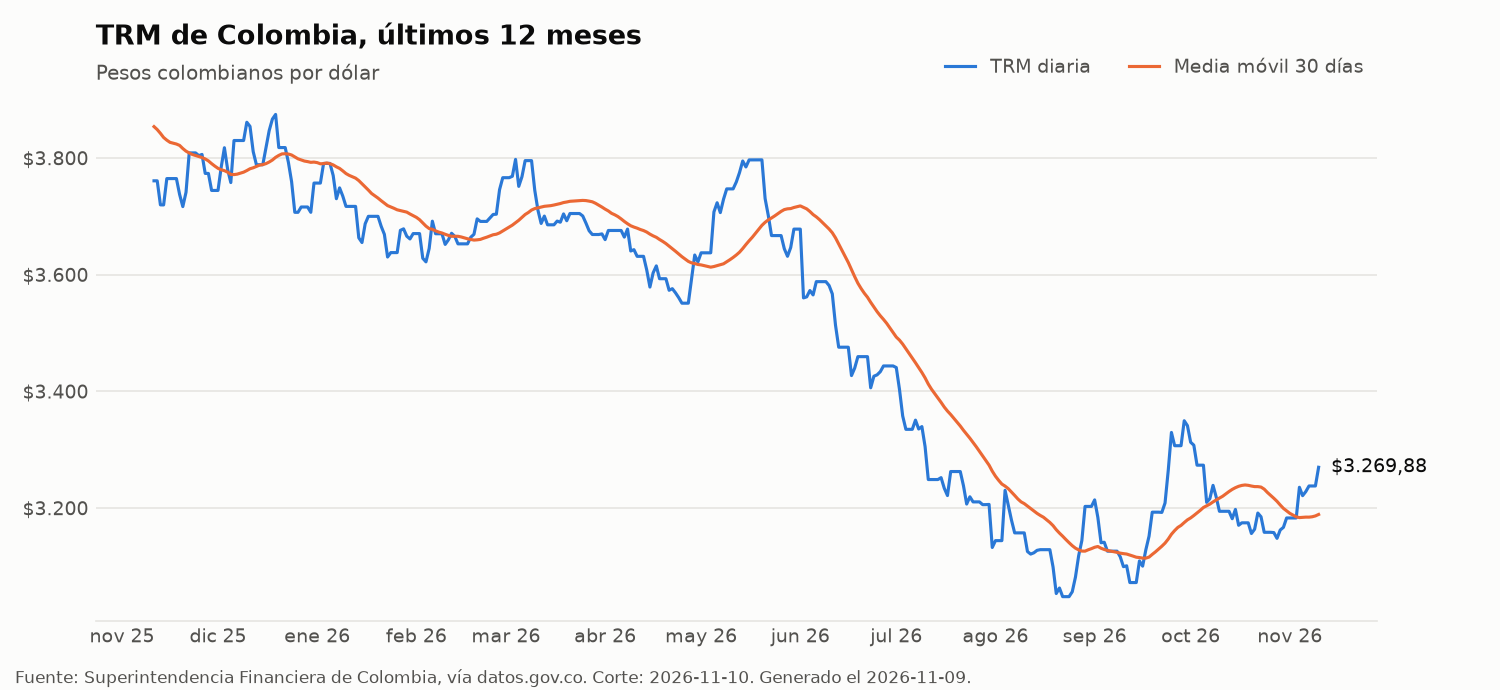 TRM de Colombia, últimos 12 meses
Pesos colombianos por dólar
TRM diaria
Media móvil 30 días
$3.800
$3.600
$3.400
$3.200
$3.269,88
nov 25
dic 25
ene 26
feb 26
mar 26
abr 26
may 26
jun 26
jul 26
ago 26
sep 26
oct 26
nov 26
Fuente: Superintendencia Financiera de Colombia, vía datos.gov.co. Corte: 2026-11-10. Generado el 2026-11-09.